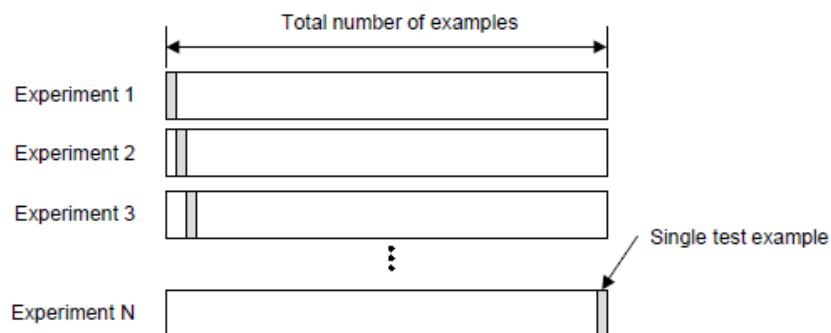 Total number of examples
Experiment 1
Experiment 2
Experiment 3
Single test example
Experiment N